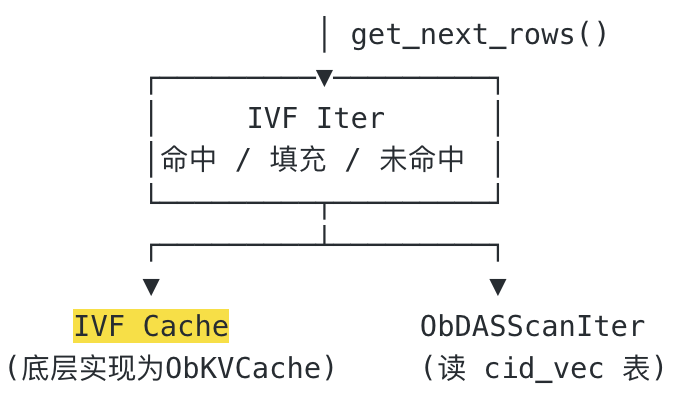 get_next_rows()
IVF Iter
命中 / 填充 / 未命中
IVF Cache
ObDASScanIter
(底层实现为ObKVCache)
(读 cid_vec 表)